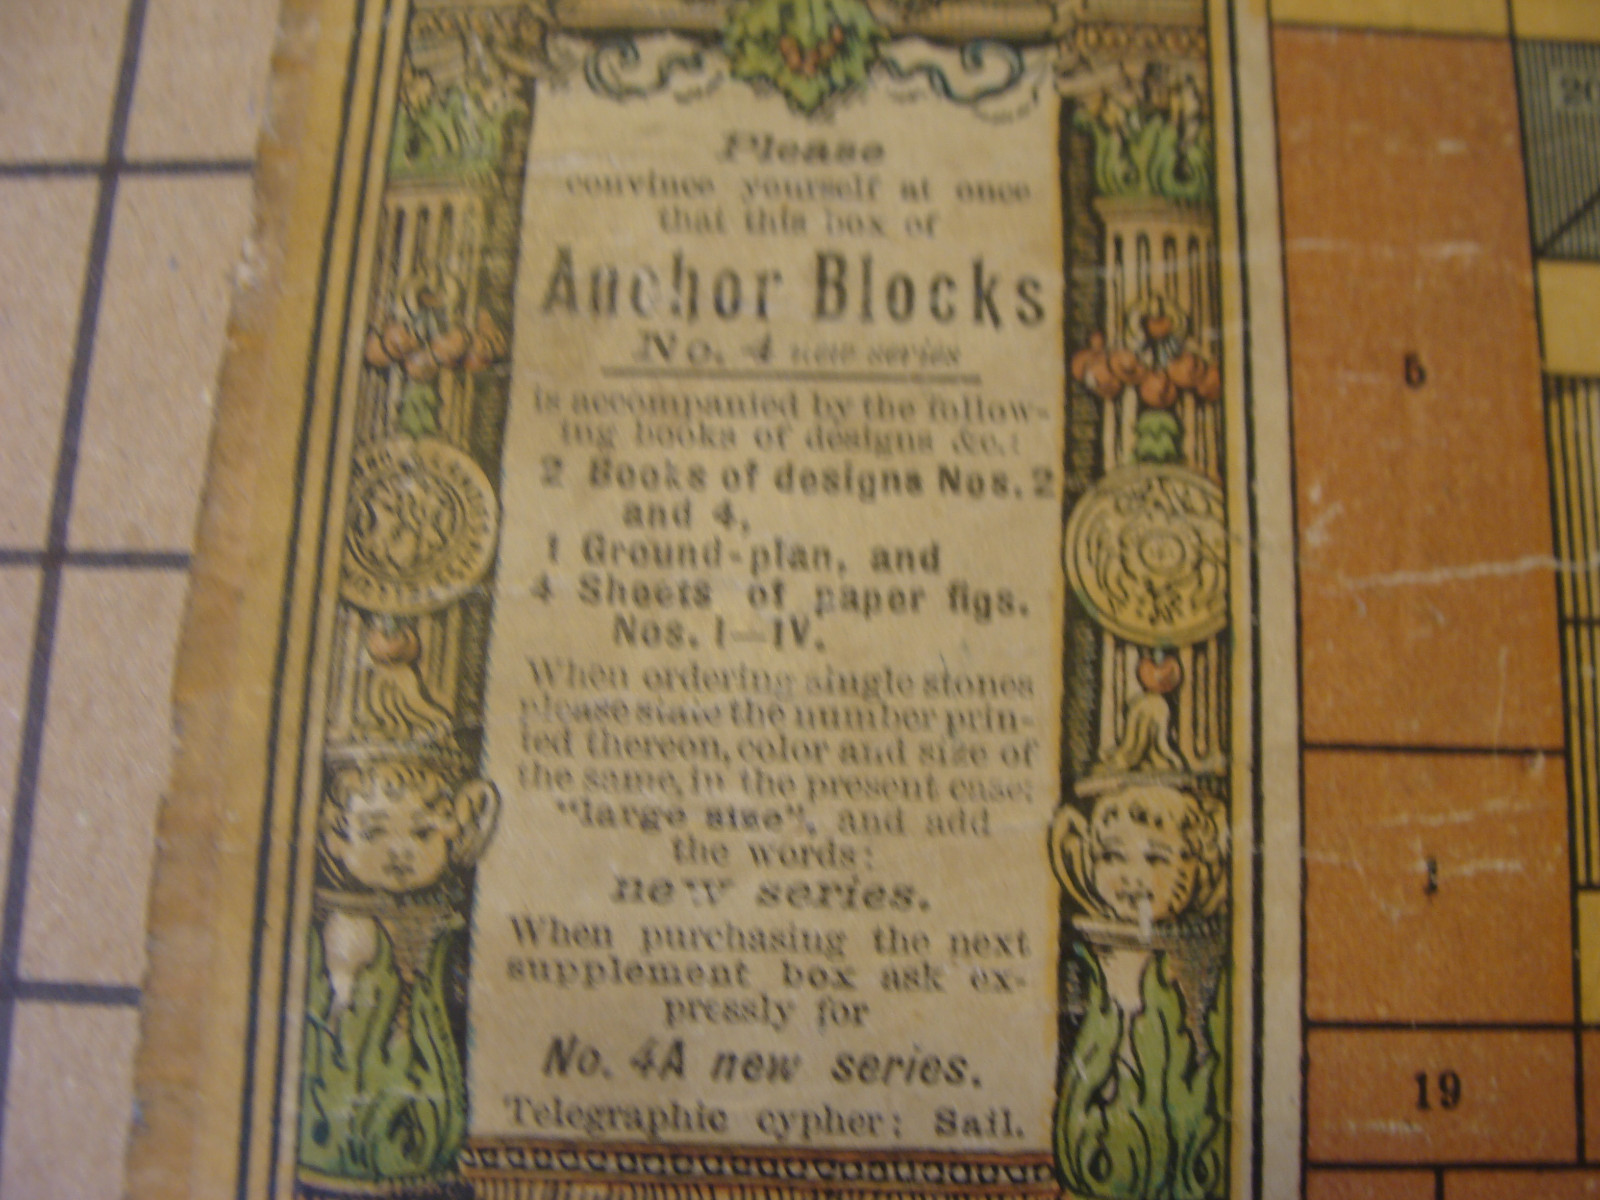 Please
convince yourself at once
that this box of
Anchor Blocks
No. 4 new series
is accompanied by the follow-
ing books of designs &c.:
2 Books of designs Nos. 2
and 4,
1 Ground-plan, and
4 Sheets of paper figs.
Nos. I—IV.
When ordering single stones
please state the number prin-
ted thereon, color and size of
the same, in the present case:
"large size", and add
the words:
new series.
When purchasing the next
supplement box ask ex-
pressly for
No. 4A new series.
Telegraphic cypher: Sail.
20
5
19